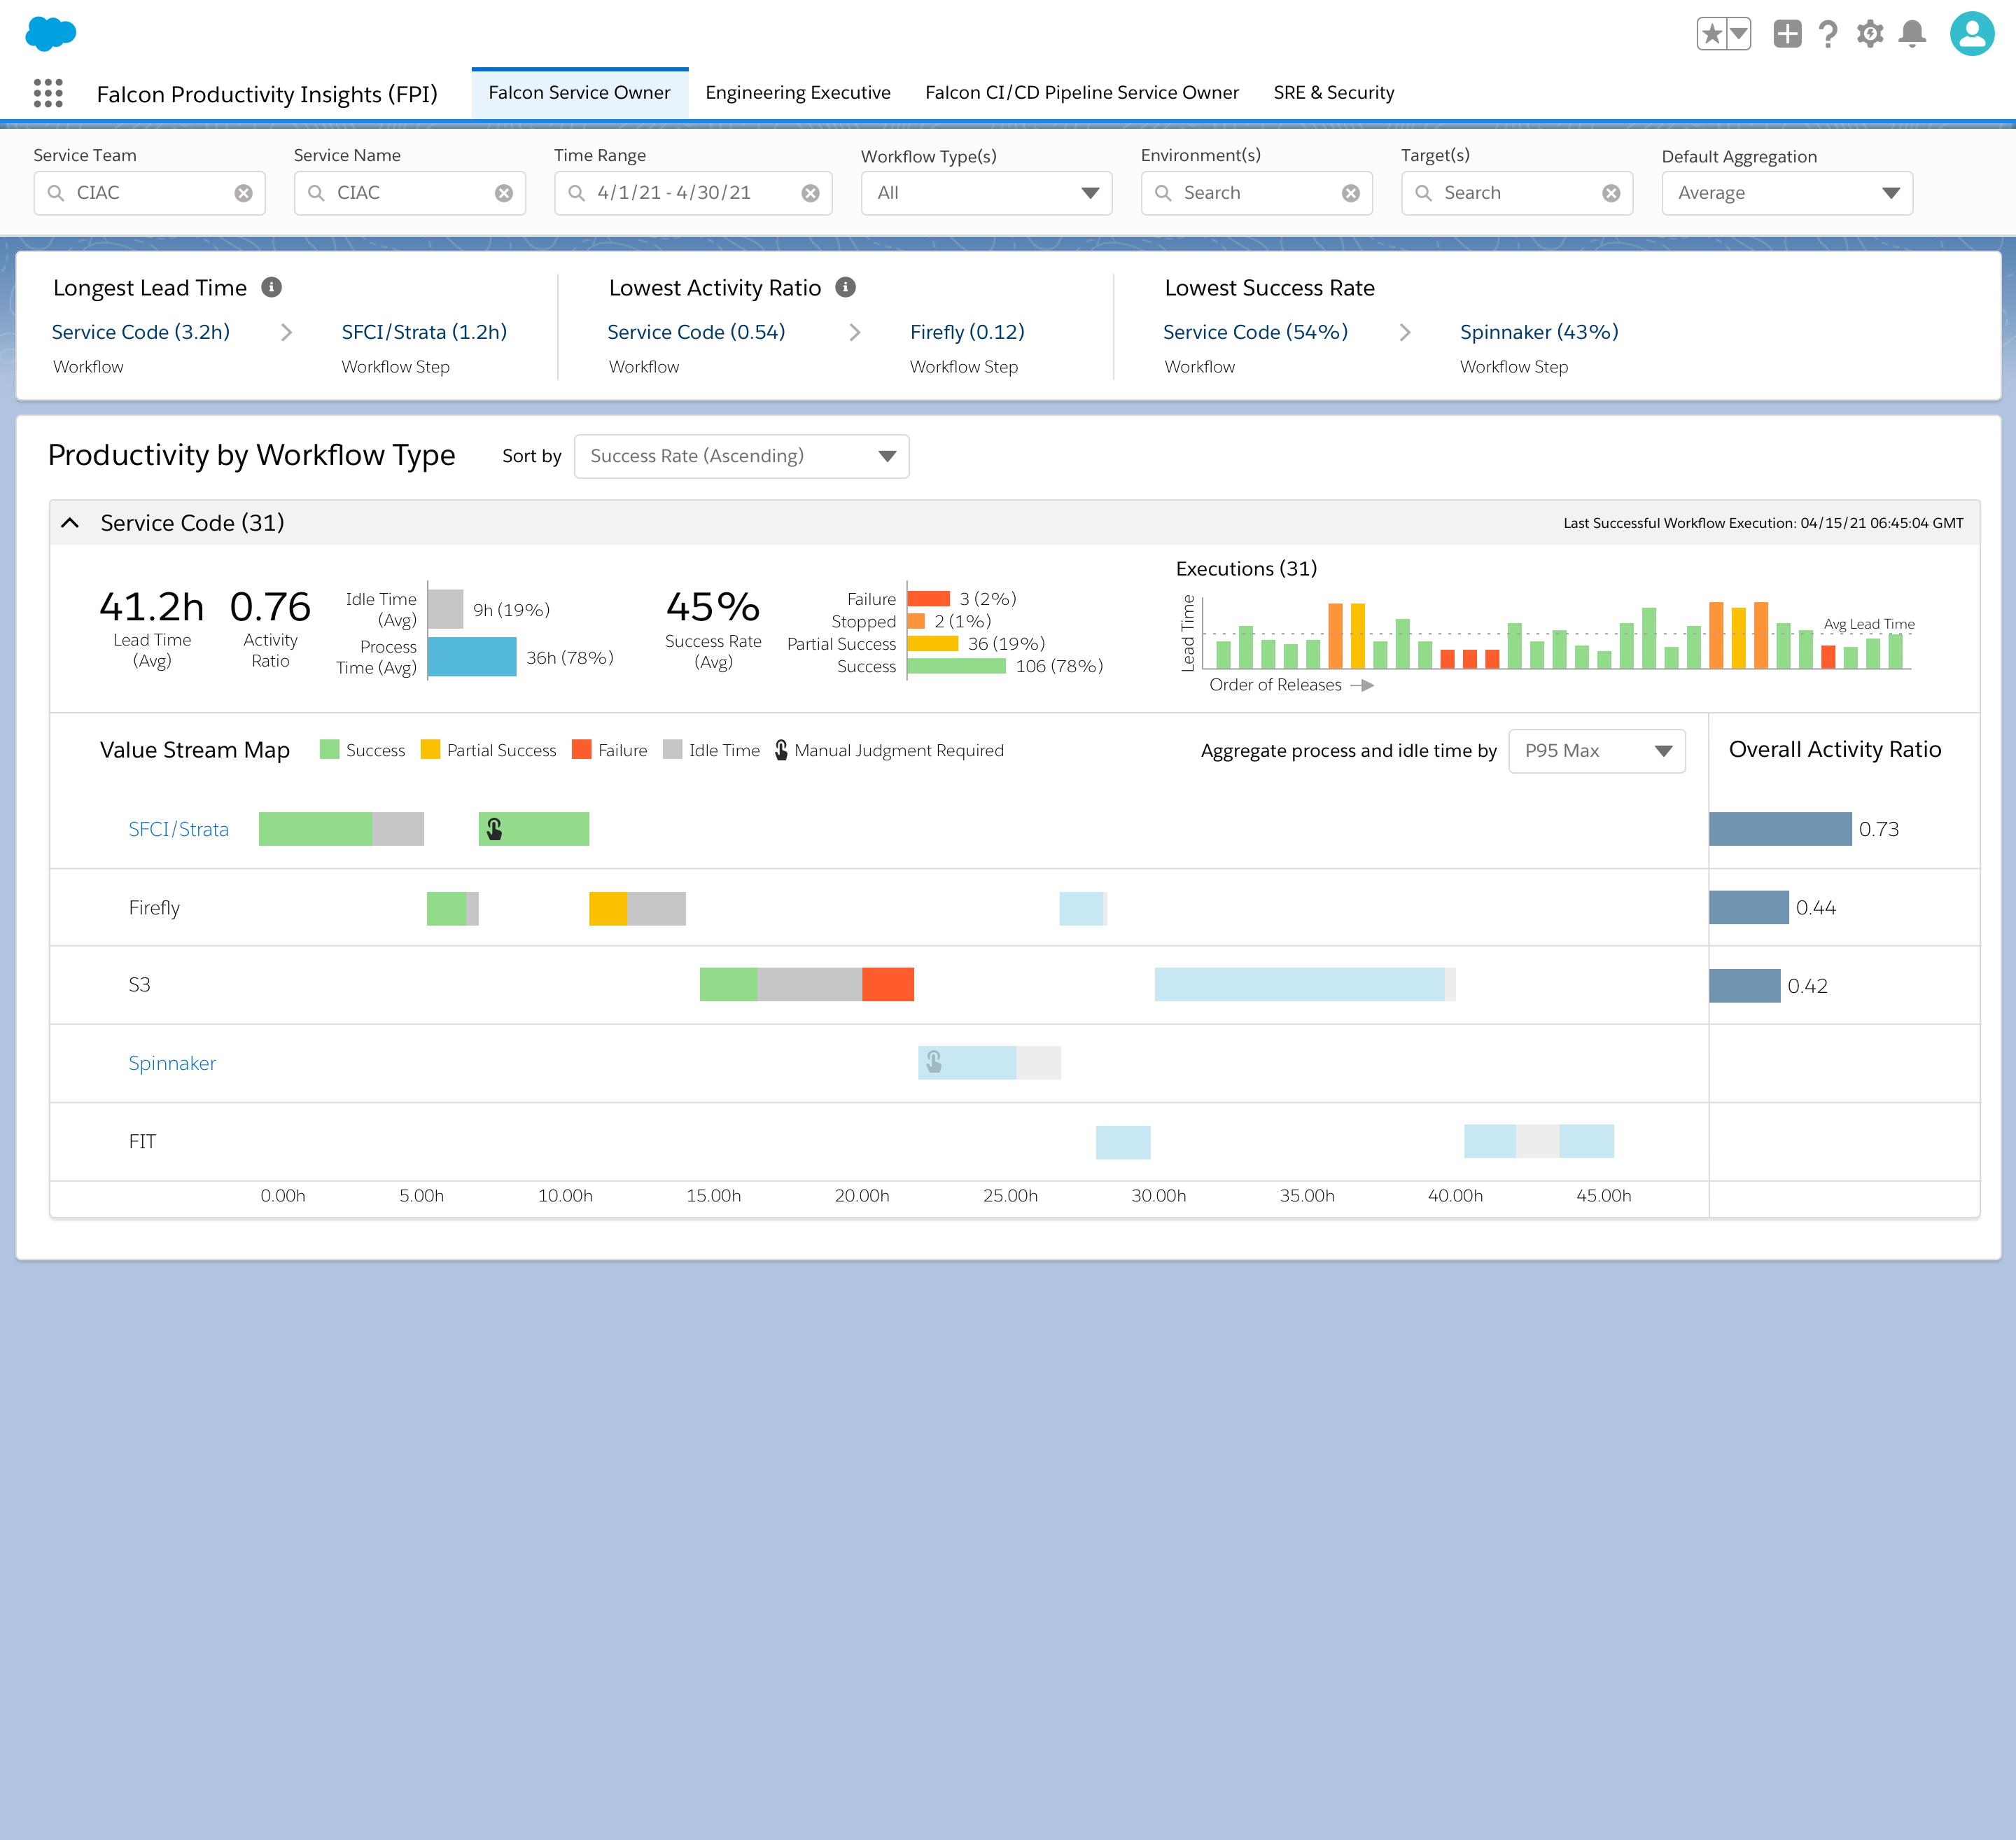 Falcon Productivity Insights (FPI)
Falcon Service Owner
Engineering Executive
Falcon CI/CD Pipeline Service Owner
SRE & Security
Service Team
Service Name
Time Range
Workflow Type(s)
Environment(s)
Target(s)
Default Aggregation
CIAC
CIAC
4/1/21 - 4/30/21
All
Search
Search
Average
Longest Lead Time
Service Code (3.2h)
SFCI/Strata (1.2h)
Workflow
Workflow Step
Lowest Activity Ratio
Service Code (0.54)
Firefly (0.12)
Workflow
Workflow Step
Lowest Success Rate
Service Code (54%)
Spinnaker (43%)
Workflow
Workflow Step
Productivity by Workflow Type
Sort by
Success Rate (Ascending)
Service Code (31)
Last Successful Workflow Execution: 04/15/21 06:45:04 GMT
41.2h
Lead Time
(Avg)
0.76
Activity
Ratio
Idle Time
(Avg)
9h (19%)
Process
Time (Avg)
36h (78%)
45%
Success Rate
(Avg)
Failure
3 (2%)
Stopped
2 (1%)
Partial Success
36 (19%)
Success
106 (78%)
Executions (31)
Lead Time
Avg Lead Time
Order of Releases
Value Stream Map
Success
Partial Success
Failure
Idle Time
Manual Judgment Required
Aggregate process and idle time by
P95 Max
Overall Activity Ratio
SFCI/Strata
0.73
Firefly
0.44
S3
0.42
Spinnaker
FIT
0.00h
5.00h
10.00h
15.00h
20.00h
25.00h
30.00h
35.00h
40.00h
45.00h